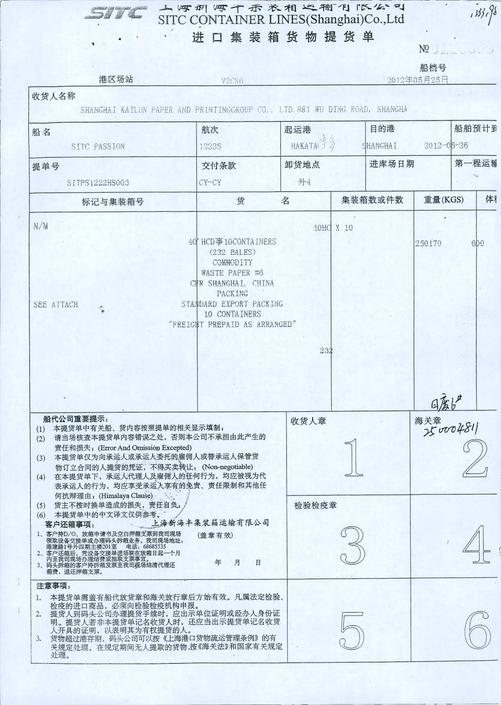 SITC 上海新海丰集装箱运输有限公司
SITC CONTAINER LINES(Shanghai)Co.,Ltd
进口集装箱货物提货单
№
船档号
港区场站
2012年05月25日
收货人名称
SHANGHAI KAILUN PAPER AND PRINTINGGROUP CO., LTD. 881 WU DING ROAD, SHANGHA
船名 航次 起运港 目的港 船舶预计到
SITC PASSION 1222S HAKATA SHANGHAI 2012-05-26
提单号 交付条款 卸货地点 进库场日期 第一程运输
SITPS1222HS003 CY-CY 外4
标记与集装箱号 货 名 集装箱数或件数 重量(KGS) 体积
N/M 40HC X 10
40' HCD 10CONTAINERS 250170 600
(232 BALES)
COMMODITY
WASTE PAPER #6
CFR SHANGHAI, CHINA
PACKING
SEE ATTACH STANDARD EXPORT PACKING
10 CONTAINERS
"FREIGHT PREPAID AS ARRANGED"
232
船代公司重要提示:
(1) 本提货单中有关船、货内容按照提单的相关显示填制;
(2) 请当场核查本提货单内容错误之处,否则本公司不承担由此产生的
责任和损失;(Error And Omission Excepted)
(3) 本提货单仅为向承运人或承运人委托的雇佣人或替承运人保管货
物订立合同的人提货的凭证,不得买卖转让;(Non-negotiable)
(4) 在本提货单下,承运人代理人及雇佣人的任何行为,均应被视为代
表承运人的行为,均应享受承运人享有的免责、责任限制和其他任
何抗辩理由;(Himalaya Clause)
(5) 货主不按时换单造成的损失,责任自负。
(6) 本提货单中的中文译文仅供参考。
客户还箱事项: 上海新海丰集装箱运输有限公司
(盖章有效)
年 月 日
收货人章
1
海关章
250004811
2
检验检疫章
3
4
5
6
注意事项:
1. 本提货单需盖有船代放货章和海关放行章后方始有效。凡属法定检验、
检疫的进口商品,必须向检验检疫机构申报。
2. 提货人到码头公司办理提货手续时,应出示单位证明或经办人身份证
明。提货人若非本提货单记名收货人时,还应当出示提货单记名收货
人开具的证明,以表明其为有权提货的人。
3. 货物超过港存期,码头公司可以按《上海港口货物疏运管理条例》的有
关规定处理。在规定期间无人提取的货物,按《海关法》和国家有关规定
处理。